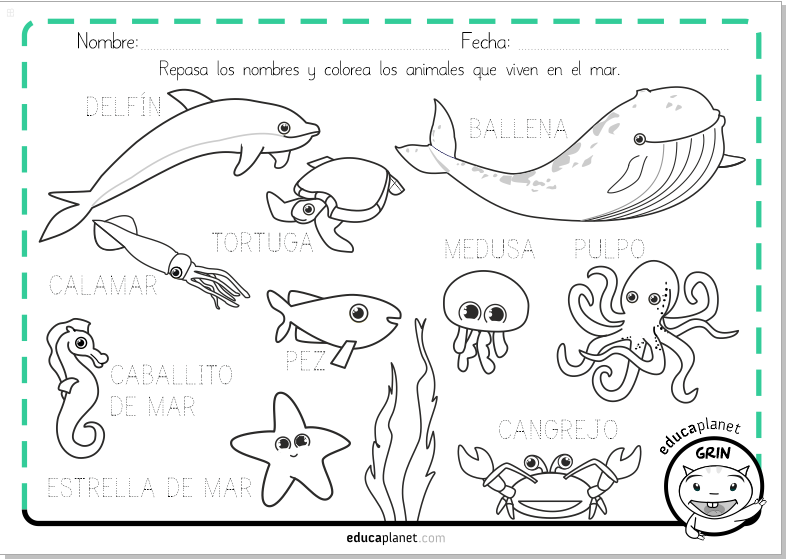 Nombre: Fecha:
Repasa los nombres y colorea los animales que viven en el mar.
DELFÍN
BALLENA
TORTUGA
MEDUSA
PULPO
CALAMAR
PEZ
CABALLITO
DE MAR
CANGREJO
ESTRELLA DE MAR
educaplanet
GRIN
educaplanet.com